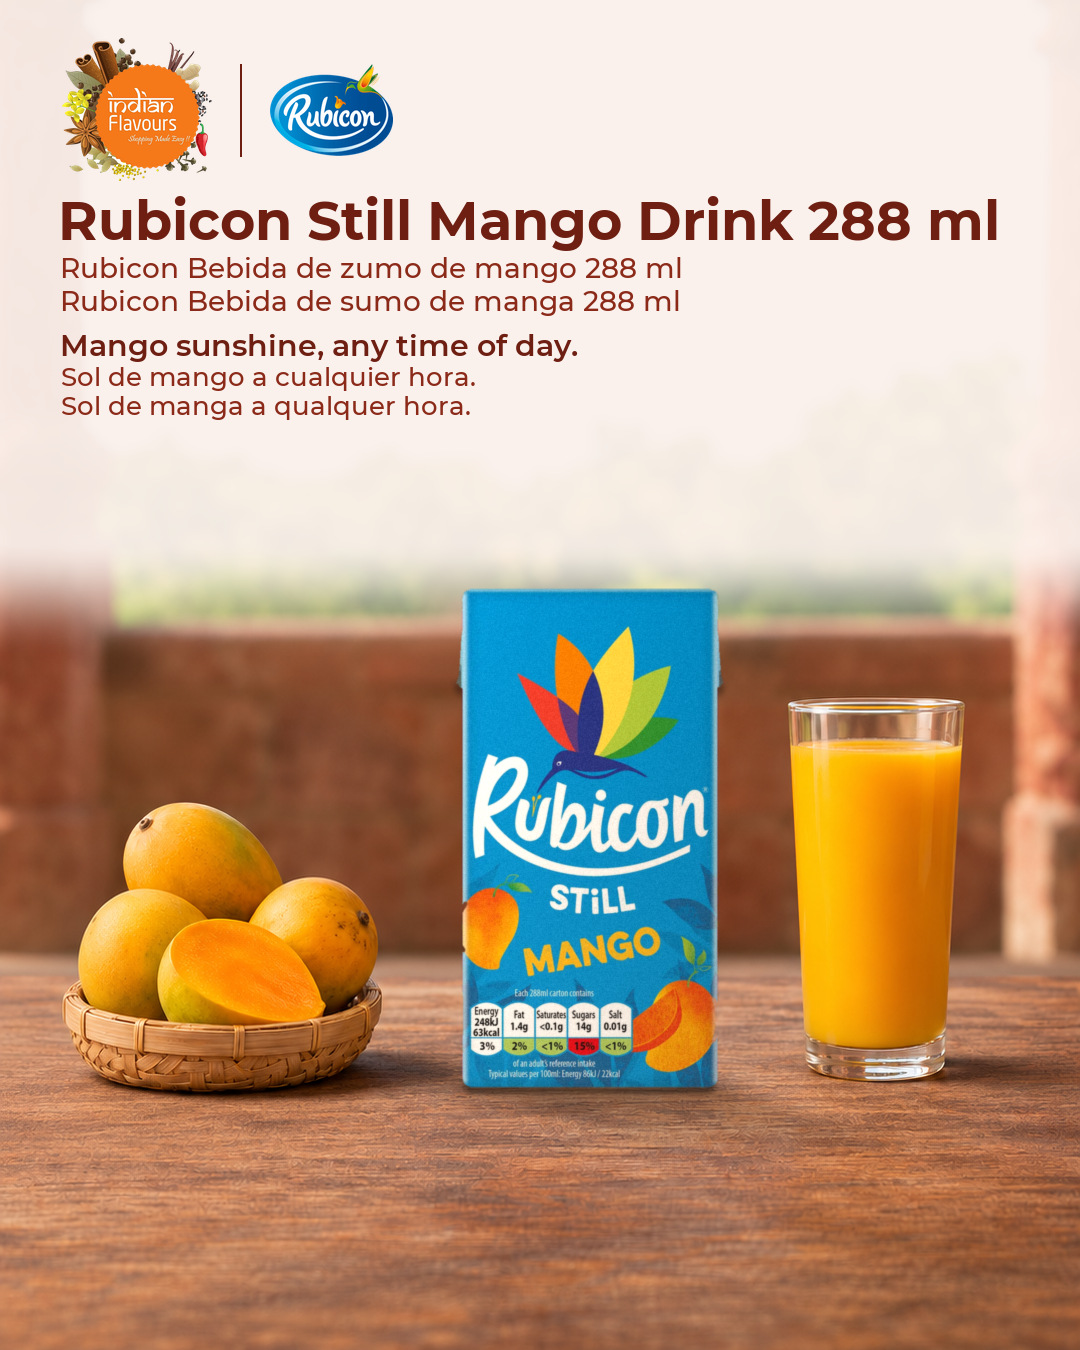 indian
Flavours
Shopping Made Easy !!
Rubicon
Rubicon Still Mango Drink 288 ml
Rubicon Bebida de zumo de mango 288 ml
Rubicon Bebida de sumo de manga 288 ml
Mango sunshine, any time of day.
Sol de mango a cualquier hora.
Sol de manga a qualquer hora.
Rubicon
STiLL
MANGO
Each 288ml carton contains
Energy 248kJ 63kcal 3%
Fat 1.4g 2%
Saturates <0.1g <1%
Sugars 14g 15%
Salt 0.01g <1%
of an adult's reference intake
Typical values per 100ml: Energy 86kJ / 22kcal